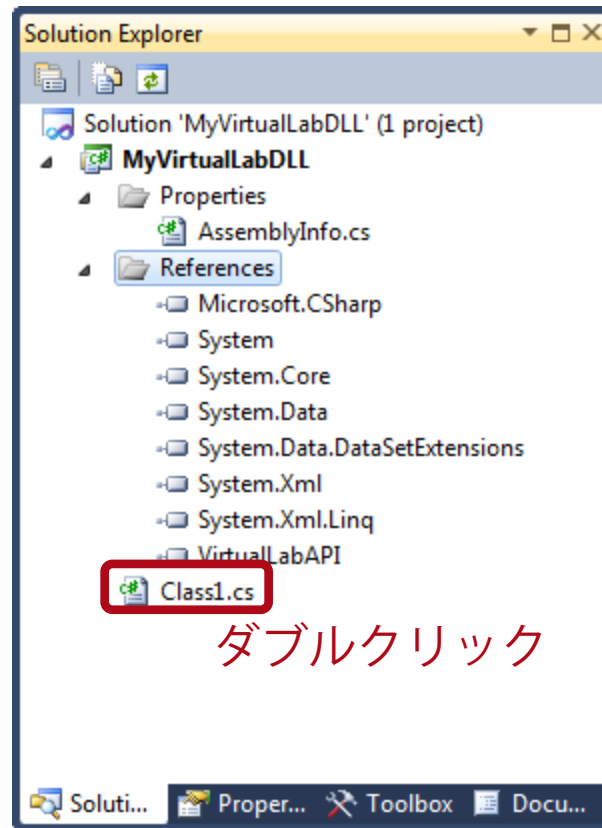 Solution Explorer
Solution 'MyVirtualLabDLL' (1 project)
MyVirtualLabDLL
Properties
AssemblyInfo.cs
References
Microsoft.CSharp
System
System.Core
System.Data
System.Data.DataSetExtensions
System.Xml
System.Xml.Linq
VirtualLabAPI
Class1.cs
ダブルクリック
Soluti... Proper... Toolbox Docu...